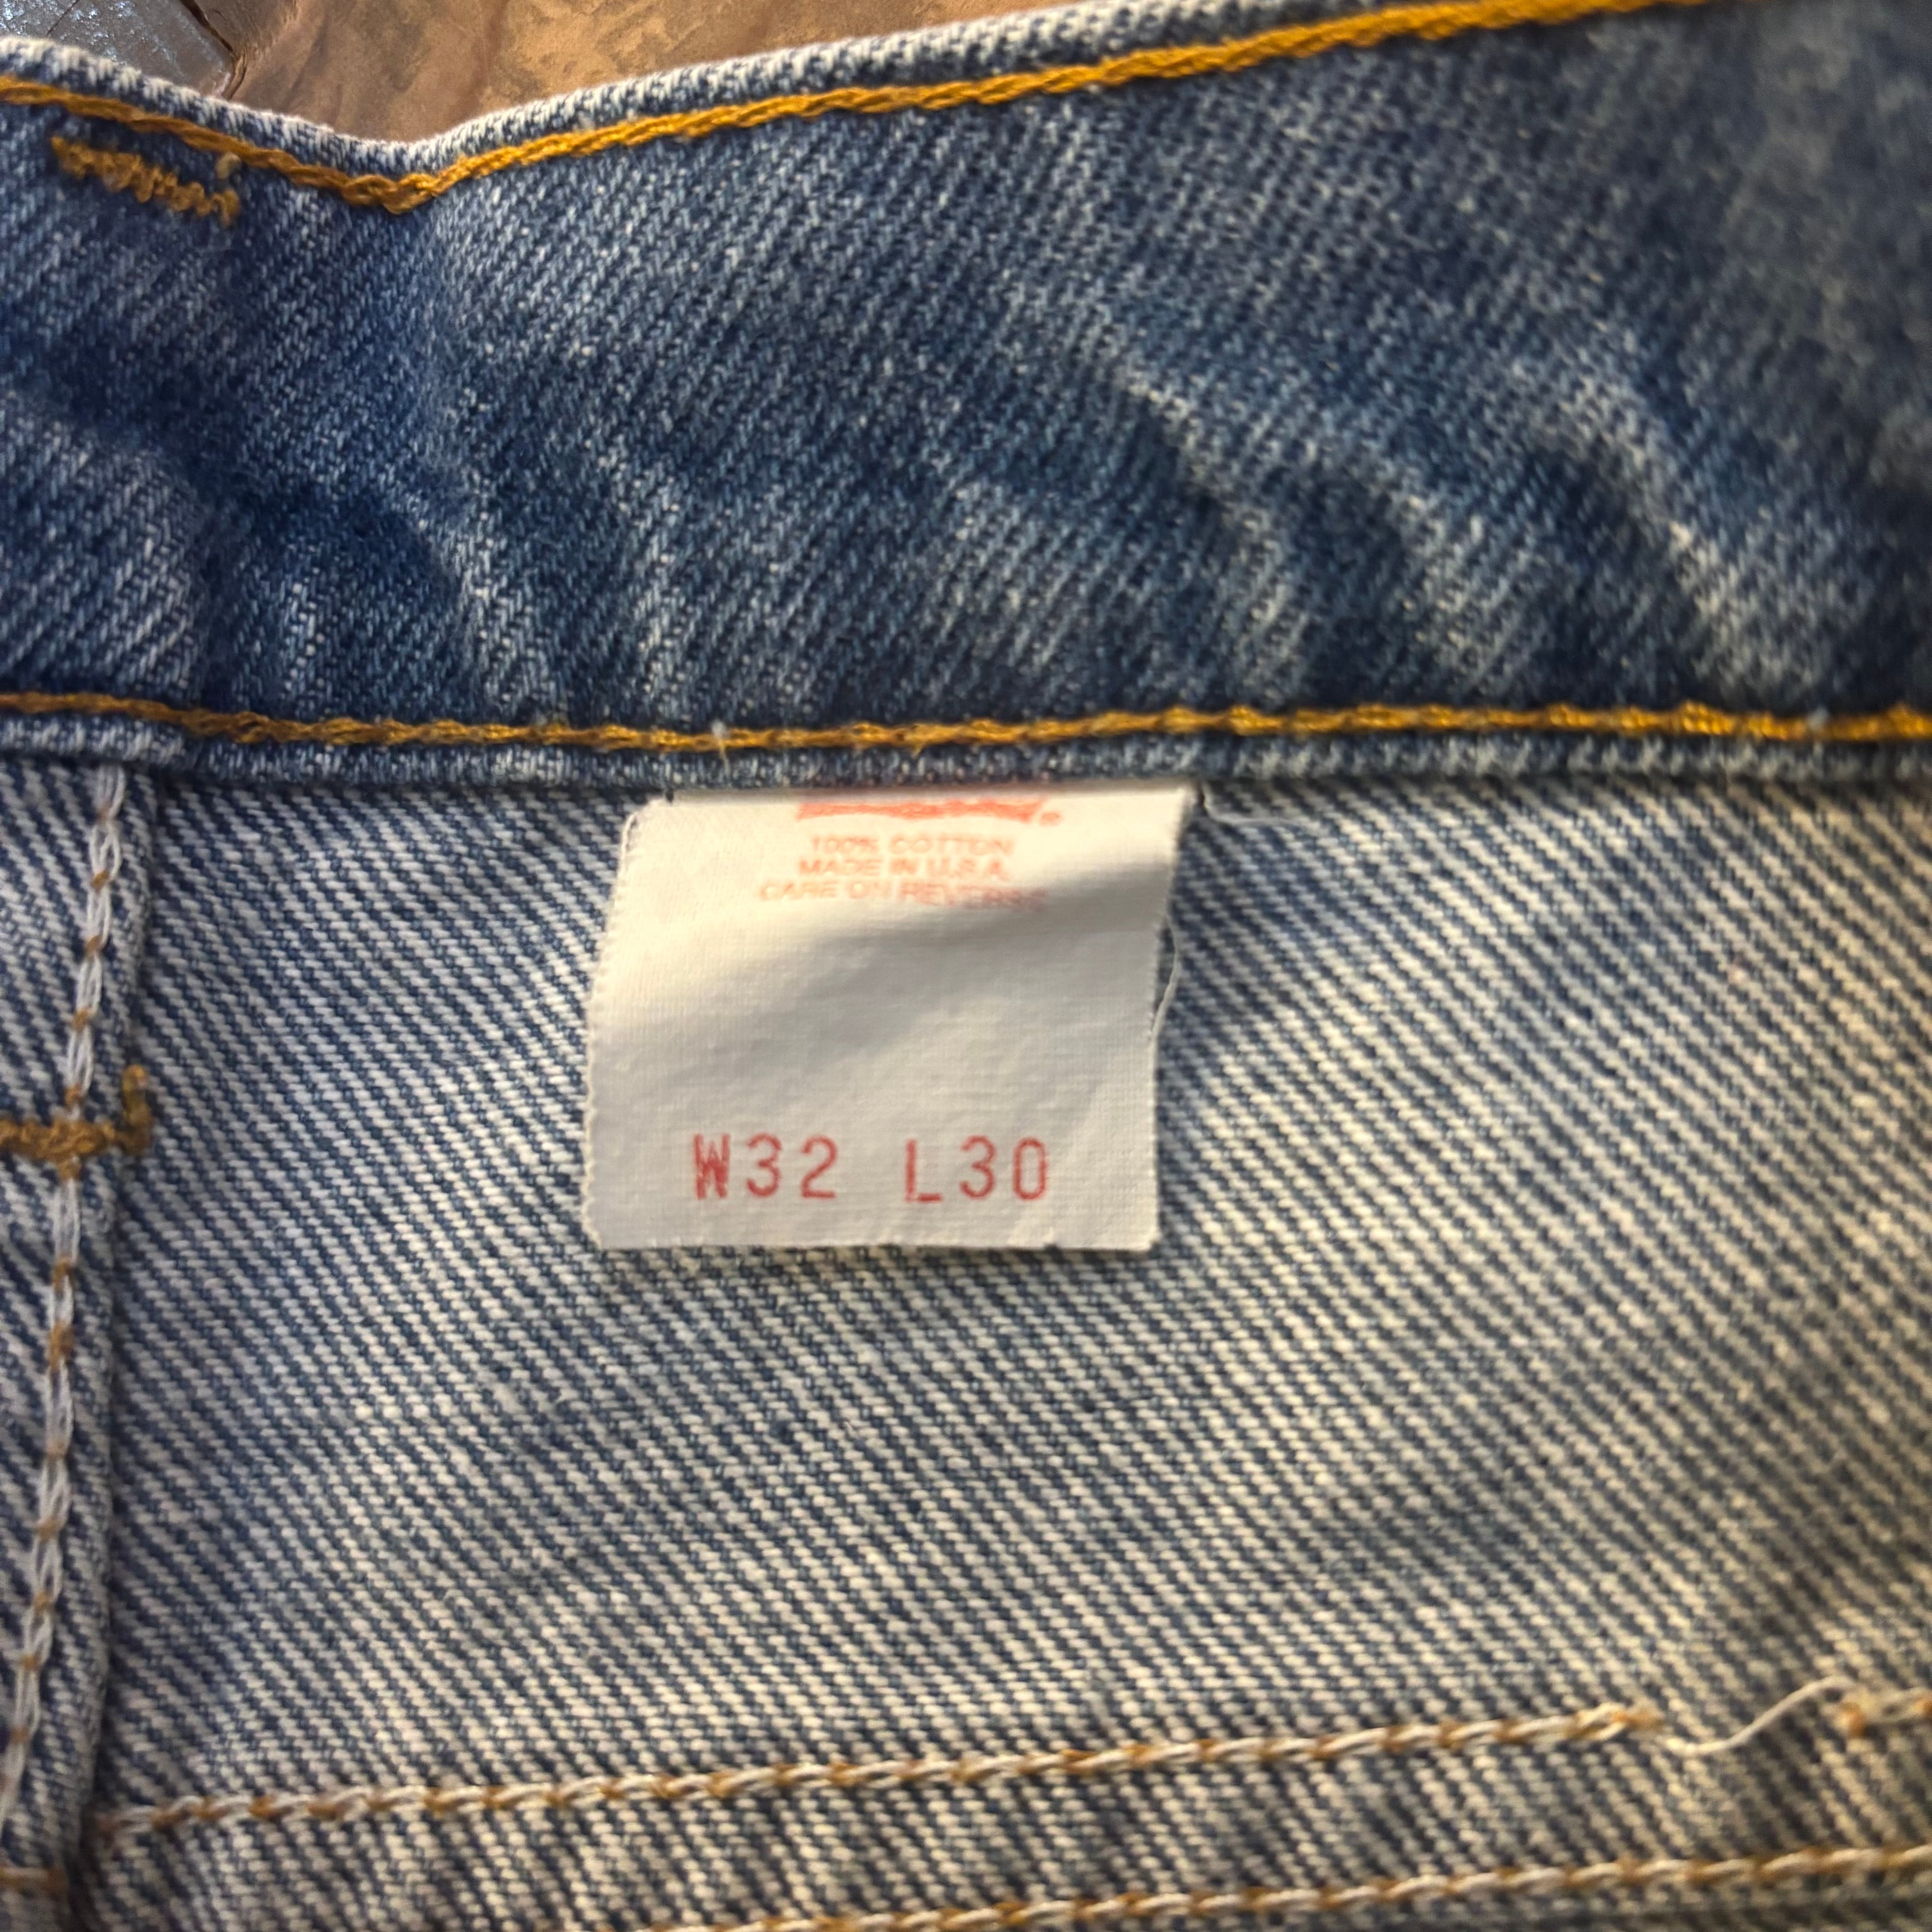 100% COTTON
MADE IN U.S.A.
CARE ON REVERSE
W32 L30